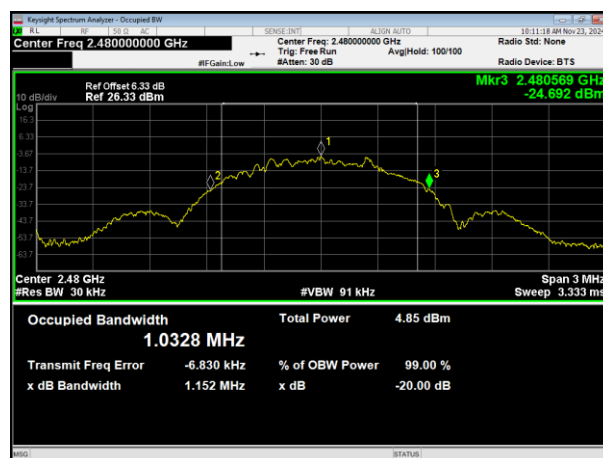 Keysight Spectrum Analyzer - Occupied BW
RL RF 50 Ω AC SENSE:INT ALIGN AUTO 10:11:18 AM Nov 23, 2024
Center Freq 2.480000000 GHz Center Freq: 2.480000000 GHz Radio Std: None
Trig: Free Run Avg|Hold: 100/100
#IFGain:Low #Atten: 30 dB Radio Device: BTS
Ref Offset 6.33 dB Mkr3 2.480569 GHz
10 dB/div Ref 26.33 dBm -24.692 dBm
Log
16.3
6.33
-3.67
-13.7
-23.7
-33.7
-43.7
-53.7
-63.7
1
2
3
Center 2.48 GHz Span 3 MHz
#Res BW 30 kHz #VBW 91 kHz Sweep 3.333 ms
Occupied Bandwidth Total Power 4.85 dBm
1.0328 MHz
Transmit Freq Error -6.830 kHz % of OBW Power 99.00 %
x dB Bandwidth 1.152 MHz x dB -20.00 dB
MSG STATUS